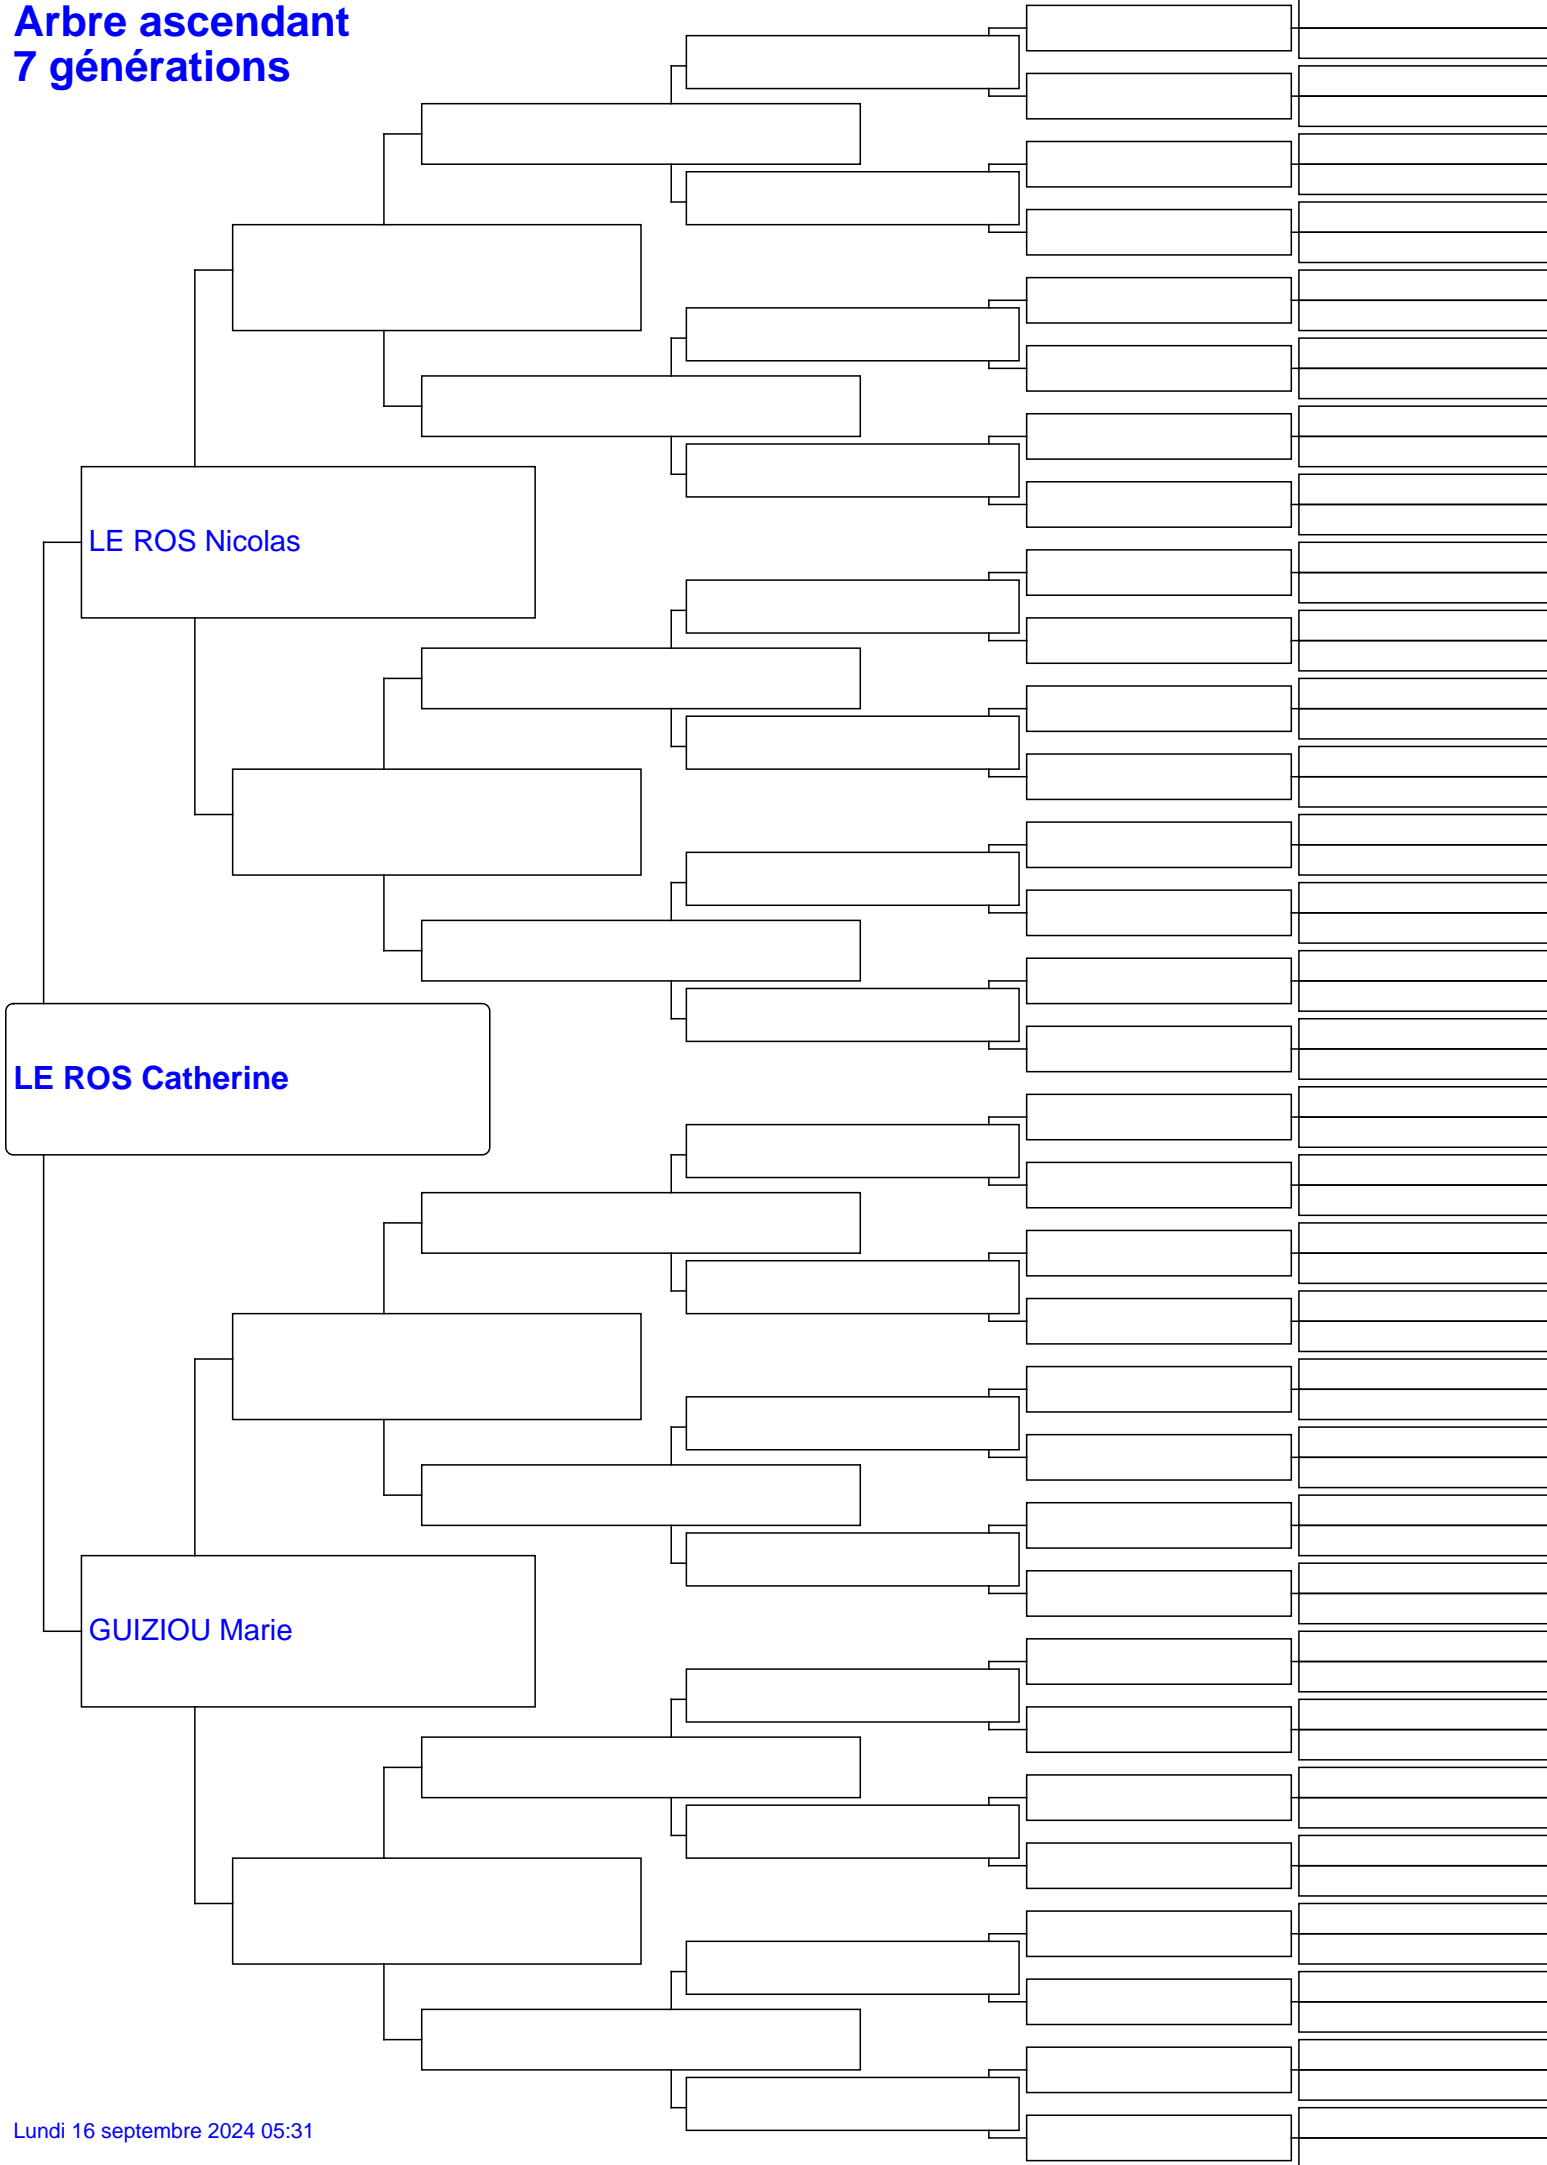 Arbre ascendant
7 générations
LE ROS Nicolas
LE ROS Catherine
GUIZIOU Marie
Lundi 16 septembre 2024 05:31